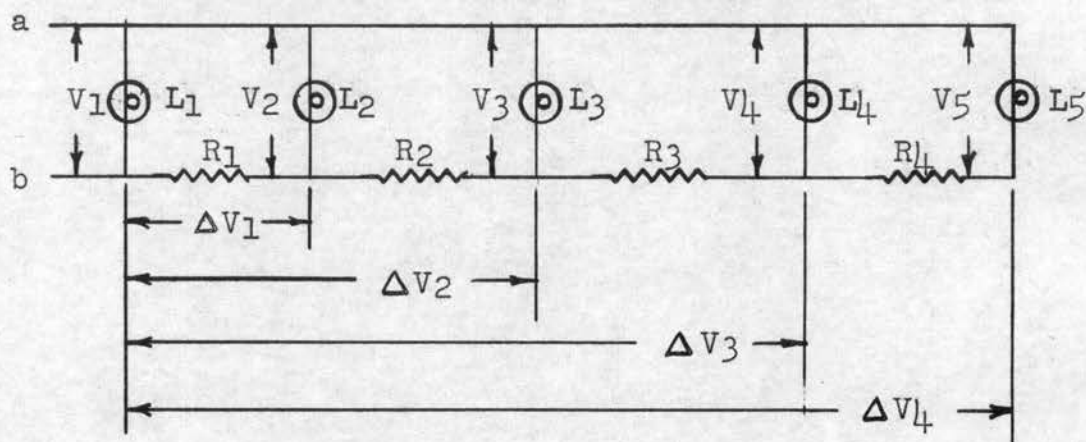 a
V1 L1 V2 L2 V3 L3 V4 L4 V5 L5
R1 R2 R3 R4
b
ΔV1
ΔV2
ΔV3
ΔV4